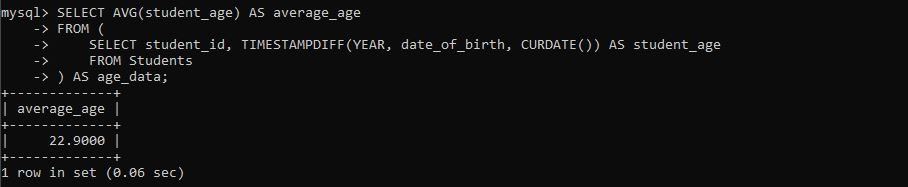 mysql> SELECT AVG(student_age) AS average_age
    -> FROM (
    ->     SELECT student_id, TIMESTAMPDIFF(YEAR, date_of_birth, CURDATE()) AS student_age
    ->     FROM Students
    -> ) AS age_data;
+-------------+
| average_age |
+-------------+
|     22.9000 |
+-------------+
1 row in set (0.06 sec)